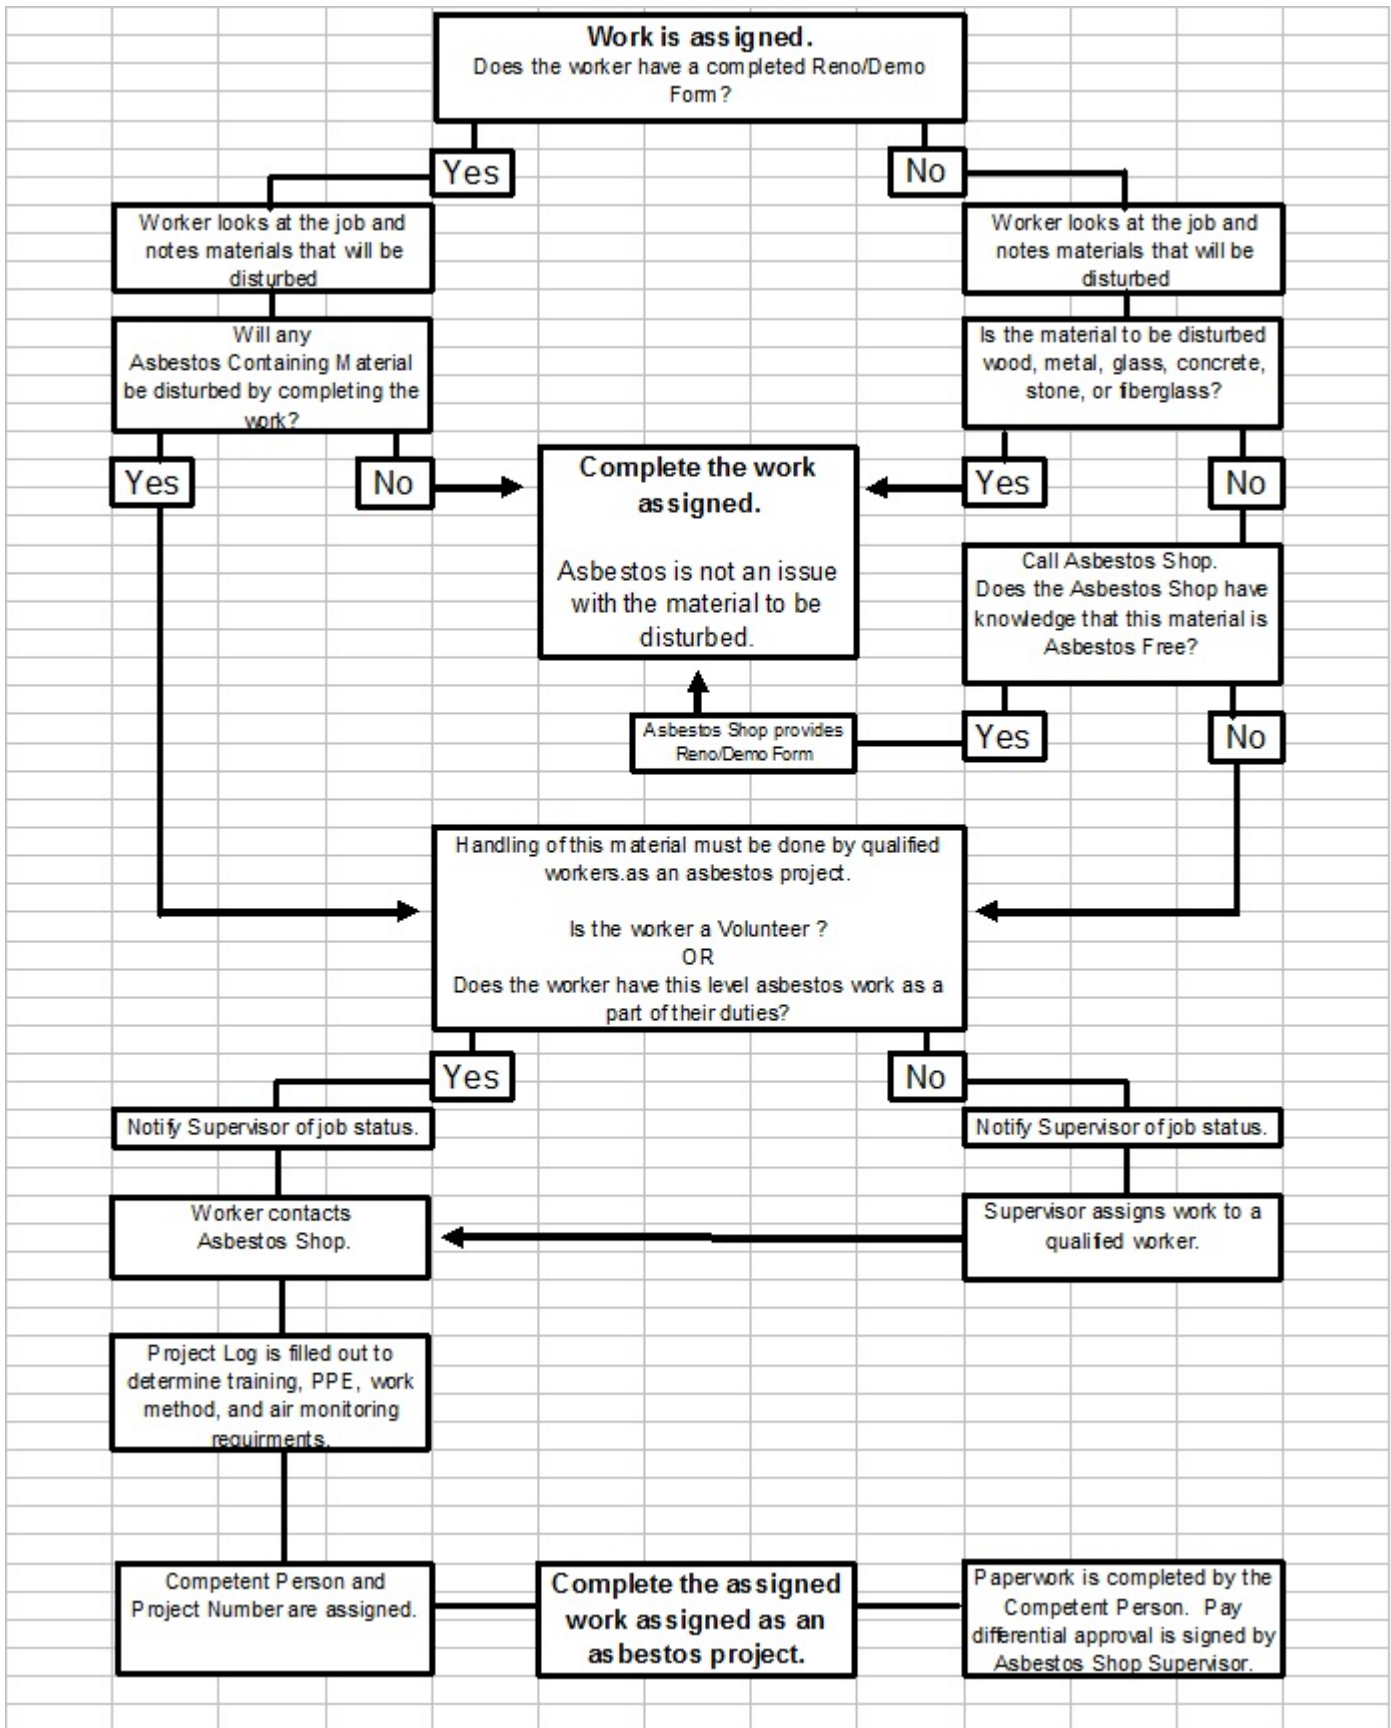 Work is assigned.
Does the worker have a completed Reno/Demo
Form?
Yes
No
Worker looks at the job and
notes materials that will be
disturbed
Worker looks at the job and
notes materials that will be
disturbed
Will any
Asbestos Containing Material
be disturbed by completing the
work?
Is the material to be disturbed
wood, metal, glass, concrete,
stone, or fiberglass?
Yes
No
Complete the work
assigned.
Asbestos is not an issue
with the material to be
disturbed.
Yes
No
Call Asbestos Shop.
Does the Asbestos Shop have
knowledge that this material is
Asbestos Free?
Asbestos Shop provides
Reno/Demo Form
Yes
No
Handling of this material must be done by qualified
workers.as an asbestos project.
Is the worker a Volunteer ?
OR
Does the worker have this level asbestos work as a
part of their duties?
Yes
No
Notify Supervisor of job status.
Notify Supervisor of job status.
Worker contacts
Asbestos Shop.
Supervisor assigns work to a
qualified worker.
Project Log is filled out to
determine training, PPE, work
method, and air monitoring
requirments.
Competent Person and
Project Number are assigned.
Complete the assigned
work assigned as an
asbestos project.
Paperwork is completed by the
Competent Person. Pay
differential approval is signed by
Asbestos Shop Supervisor.